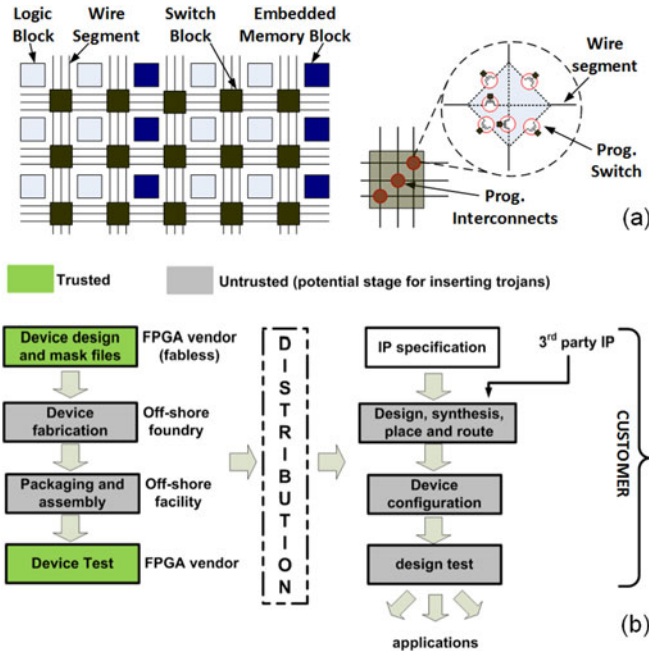 Logic Block
Wire Segment
Switch Block
Embedded Memory Block
Wire segment
Prog. Switch
Prog. Interconnects
(a)
Trusted
Untrusted (potential stage for inserting trojans)
Device design and mask files
FPGA vendor (fabless)
Device fabrication
Off-shore foundry
Packaging and assembly
Off-shore facility
Device Test
FPGA vendor
DISTRIBUTION
IP specification
3rd party IP
Design, synthesis, place and route
Device configuration
design test
applications
CUSTOMER
(b)